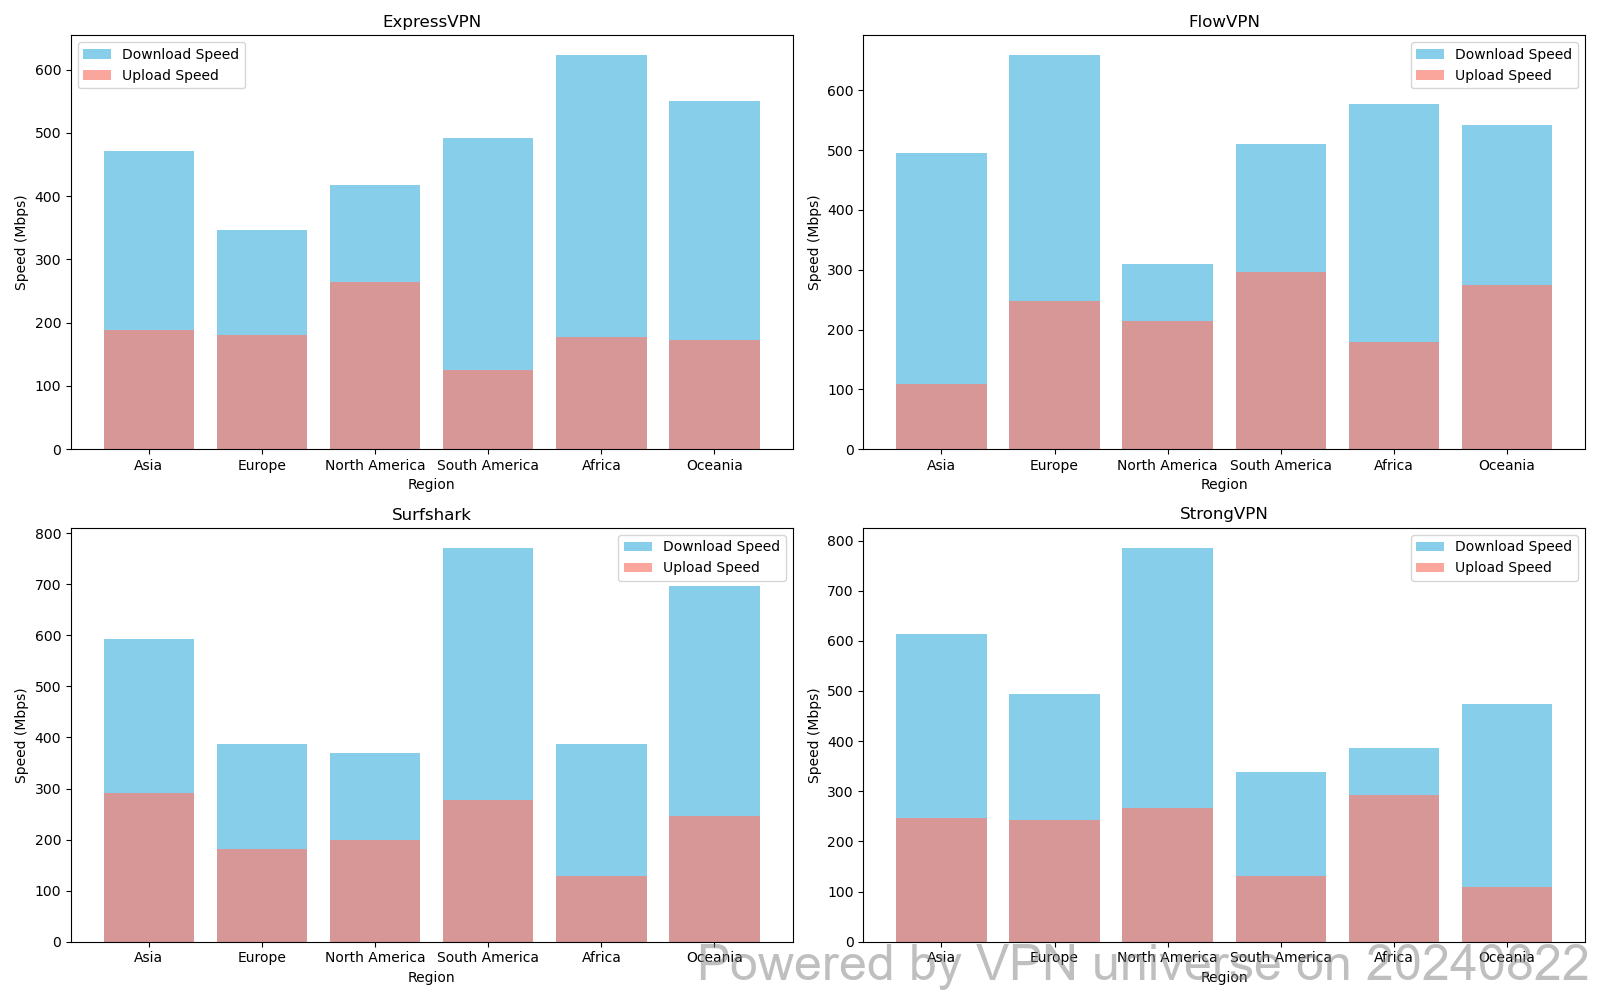 ExpressVPN
Download Speed
Upload Speed
Speed (Mbps)
600
500
400
300
200
100
0
Asia Europe North America South America Africa Oceania
Region
FlowVPN
Download Speed
Upload Speed
Speed (Mbps)
600
500
400
300
200
100
0
Asia Europe North America South America Africa Oceania
Region
Surfshark
Download Speed
Upload Speed
Speed (Mbps)
800
700
600
500
400
300
200
100
0
Asia Europe North America South America Africa Oceania
Region
StrongVPN
Download Speed
Upload Speed
Speed (Mbps)
800
700
600
500
400
300
200
100
0
Asia Europe North America South America Africa Oceania
Region
Powered by VPN universe on 20240822